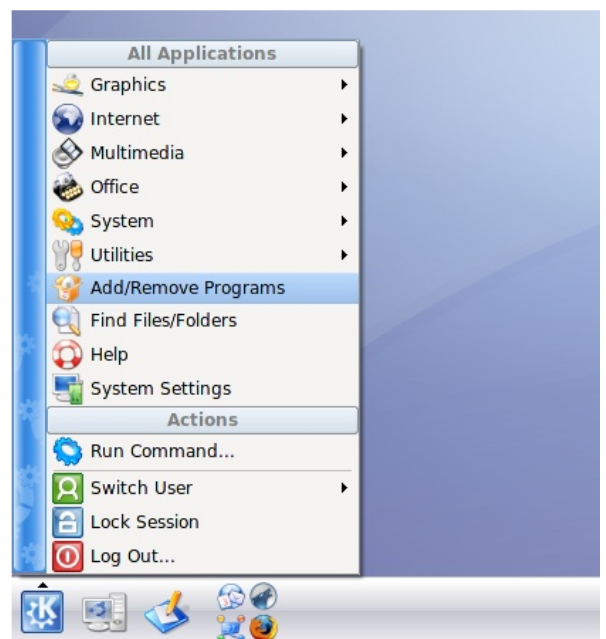 All Applications
Graphics
Internet
Multimedia
Office
System
Utilities
Add/Remove Programs
Find Files/Folders
Help
System Settings
Actions
Run Command...
Switch User
Lock Session
Log Out...